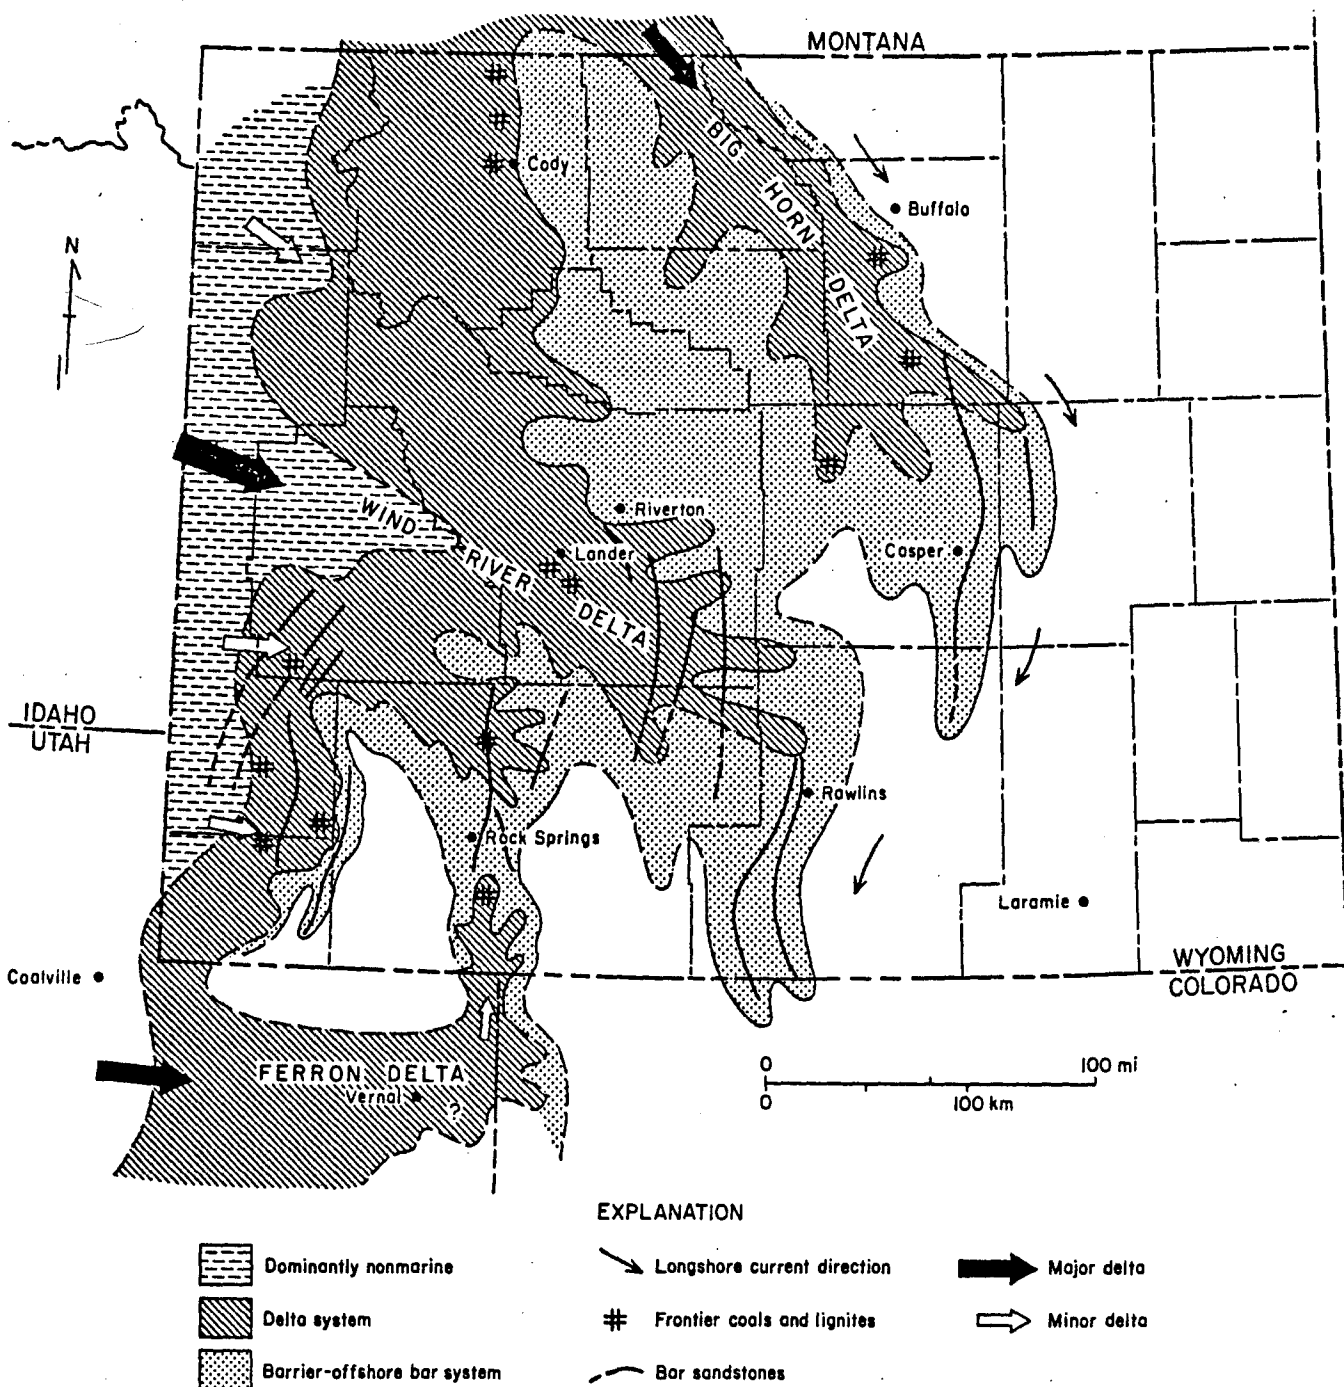 MONTANA
Cody
BIG HORN DELTA
Buffalo
N
Riverton
WIND RIVER DELTA
Lander
Casper
IDAHO
UTAH
Rawlins
Rock Springs
Laramie
WYOMING
COLORADO
Coalville
FERRON DELTA
Vernal
?
0 100 mi
0 100 km
EXPLANATION
Dominantly nonmarine
Longshore current direction
Major delta
Delta system
Frontier coals and lignites
Minor delta
Barrier-offshore bar system
Bar sandstones